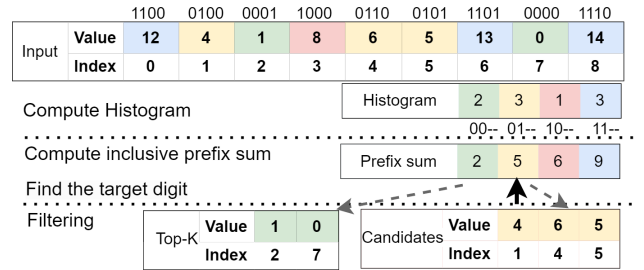 1100 0100 0001 1000 0110 0101 1101 0000 1110
Input Value 12 4 1 8 6 5 13 0 14
Index 0 1 2 3 4 5 6 7 8
Compute Histogram
Histogram 2 3 1 3
00-- 01-- 10-- 11--
Compute inclusive prefix sum
Prefix sum 2 5 6 9
Find the target digit
Filtering
Top-K Value 1 0
Index 2 7
Candidates Value 4 6 5
Index 1 4 5